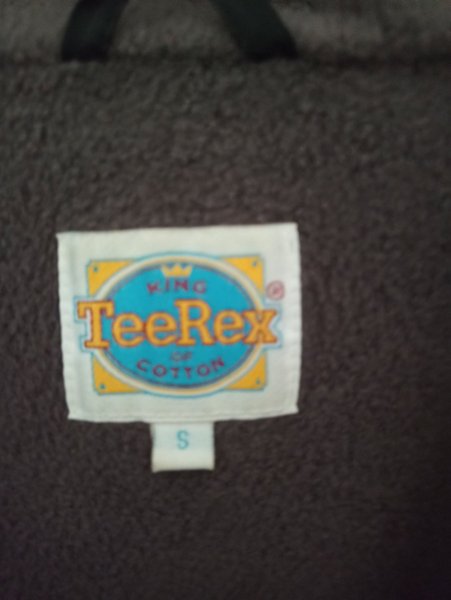 KING
TeeRex
®
OF
COTTON
S